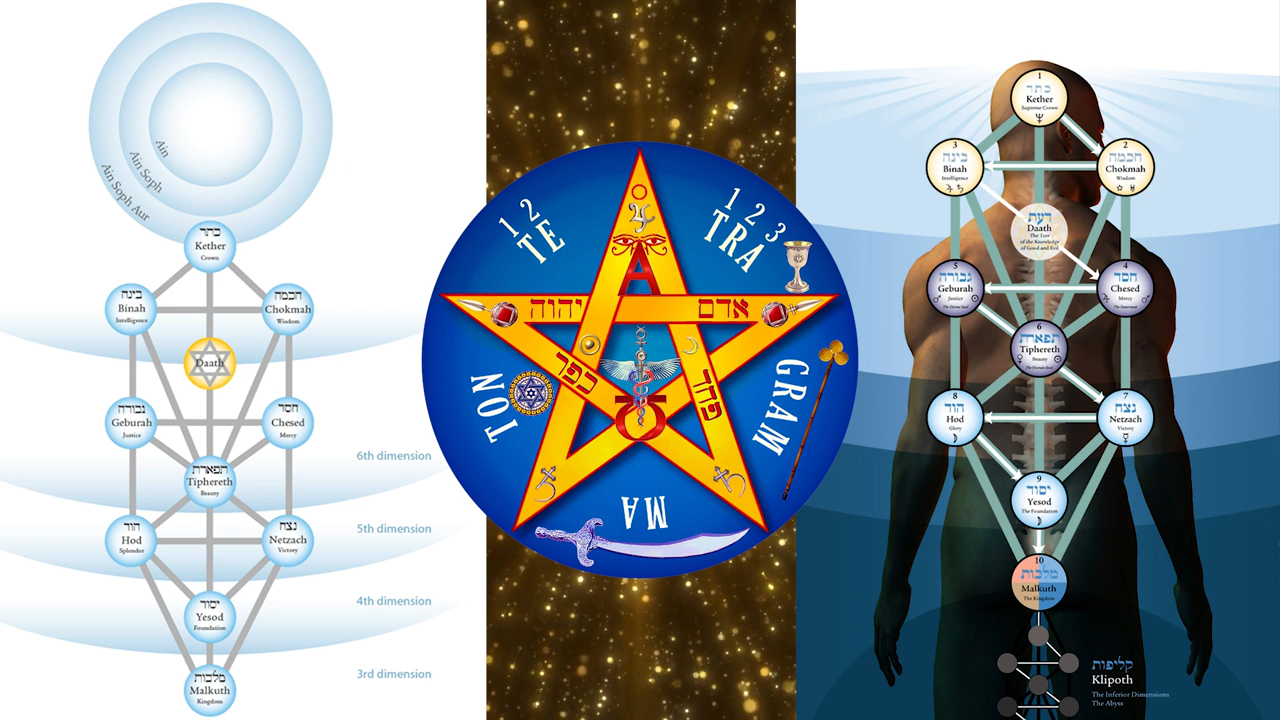 Ain
Ain Soph
Ain Soph Aur
כתר
Kether
Crown
בינה
Binah
Intelligence
חכמה
Chokmah
Wisdom
Daath
גבורה
Geburah
Justice
חסד
Chesed
Mercy
6th dimension
תפארת
Tiphereth
Beauty
הוד
Hod
Splendor
נצח
Netzach
Victory
5th dimension
4th dimension
יסוד
Yesod
Foundation
3rd dimension
מלכות
Malkuth
Kingdom
1 2
TE
1 2 3
TRA
GRAM
MA
TON
A
יהוה
אדם
כפר
פחד
1
כתר
Kether
Supreme Crown
3
בינה
Binah
Intelligence
2
חכמה
Chokmah
Wisdom
דעת
Daath
The Tree
of the Knowledge
of Good and Evil
5
גבורה
Geburah
Justice
4
חסד
Chesed
Mercy
6
תפארת
Tiphereth
Beauty
The Human Soul
8
הוד
Hod
Glory
7
נצח
Netzach
Victory
9
יסוד
Yesod
The Foundation
10
מלכות
Malkuth
The Kingdom
קליפות
Klipoth
The Inferior Dimensions
The Abyss